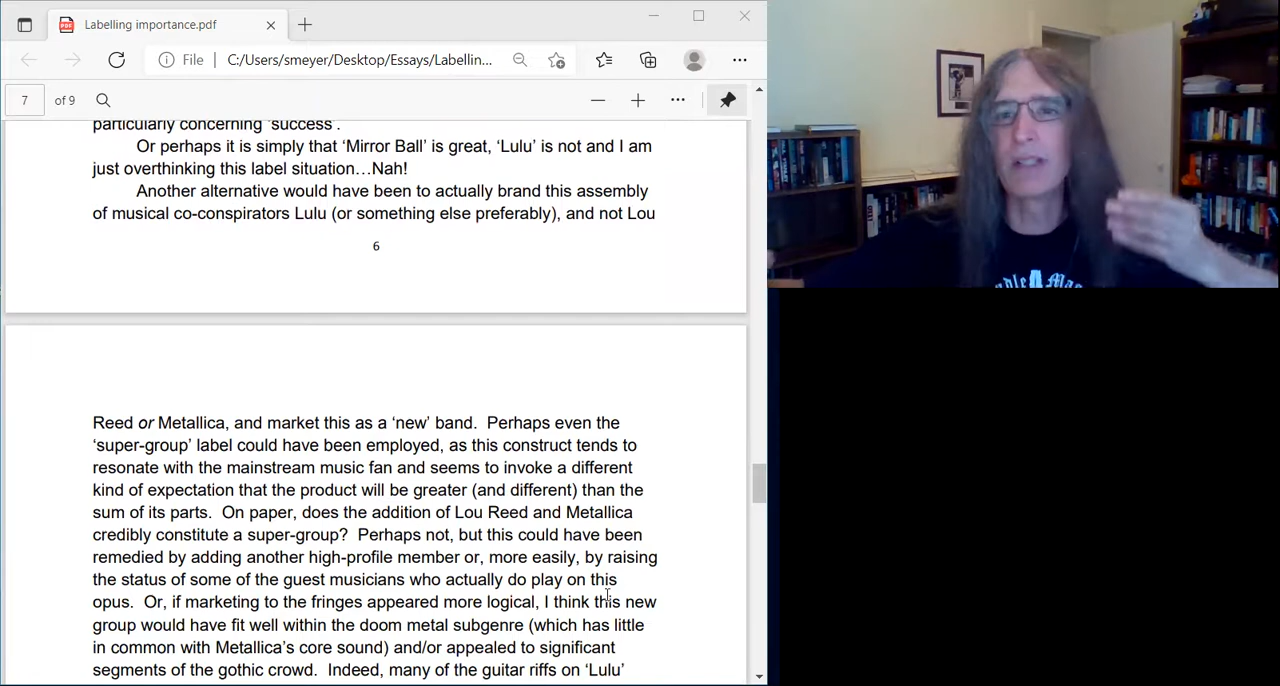 Labelling importance.pdf
File
C:/Users/smeyer/Desktop/Essays/Labellin...
7 of 9
particularly concerning 'success'.
Or perhaps it is simply that 'Mirror Ball' is great, 'Lulu' is not and I am
just overthinking this label situation…Nah!
Another alternative would have been to actually brand this assembly
of musical co-conspirators Lulu (or something else preferably), and not Lou
6
Reed or Metallica, and market this as a 'new' band.  Perhaps even the
'super-group' label could have been employed, as this construct tends to
resonate with the mainstream music fan and seems to invoke a different
kind of expectation that the product will be greater (and different) than the
sum of its parts.  On paper, does the addition of Lou Reed and Metallica
credibly constitute a super-group?  Perhaps not, but this could have been
remedied by adding another high-profile member or, more easily, by raising
the status of some of the guest musicians who actually do play on this
opus.  Or, if marketing to the fringes appeared more logical, I think this new
group would have fit well within the doom metal subgenre (which has little
in common with Metallica's core sound) and/or appealed to significant
segments of the gothic crowd.  Indeed, many of the guitar riffs on 'Lulu'